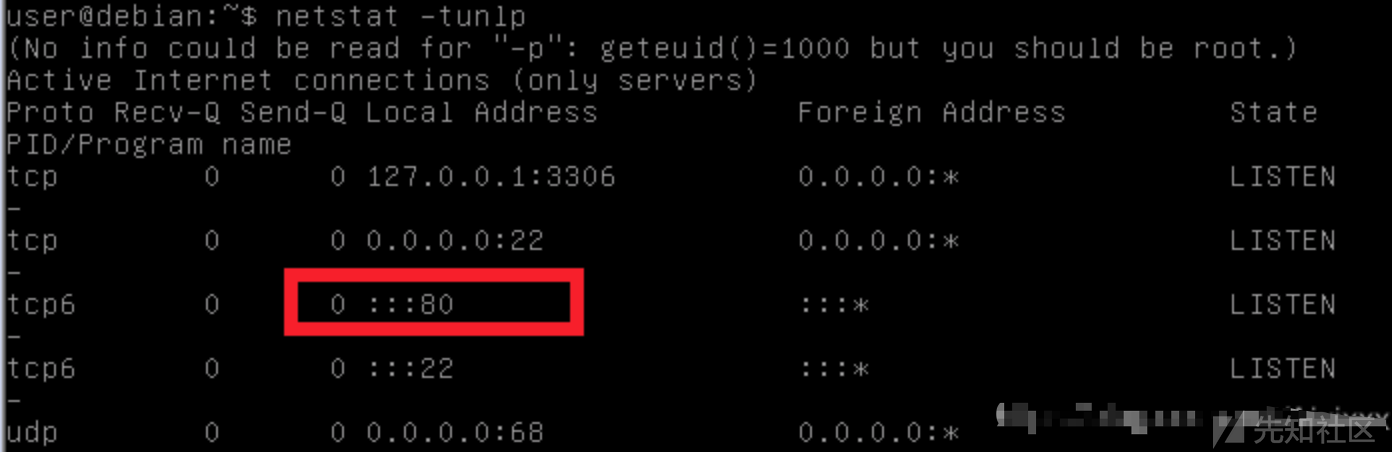 user@debian:~$ netstat -tunlp
(No info could be read for "-p": geteuid()=1000 but you should be root.)
Active Internet connections (only servers)
Proto Recv-Q Send-Q Local Address           Foreign Address         State
PID/Program name
tcp        0      0 127.0.0.1:3306          0.0.0.0:*               LISTEN
-
tcp        0      0 0.0.0.0:22              0.0.0.0:*               LISTEN
-
tcp6       0      0 :::80                   :::*                    LISTEN
-
tcp6       0      0 :::22                   :::*                    LISTEN
-
udp        0      0 0.0.0.0:68              0.0.0.0:*
先知社区